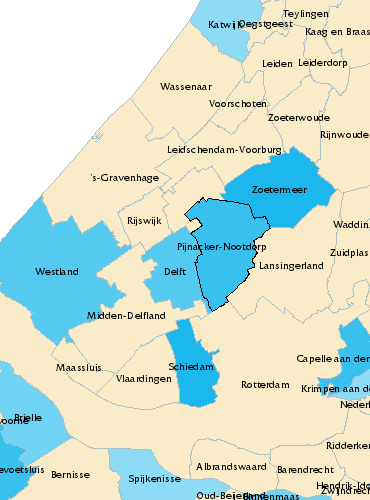 Teylingen
Katwijk
Oegstgeest
Kaag en Braas
Leiden
Leiderdorp
Wassenaar
Voorschoten
Zoeterwoude
Rijnwoude
Leidschendam-Voorburg
's-Gravenhage
Zoetermeer
Rijswijk
Waddin
Pijnacker-Nootdorp
Zuidplas
Westland
Delft
Lansingerland
Midden-Delfland
Capelle aan den
Maassluis
Schiedam
Vlaardingen
Rotterdam
Krimpen aan de
Nederl
Brielle
voorne
Ridderker
Albrandswaard
evoetsluis
Bernisse
Barendrecht
Spijkenisse
Hendrik-Ido
Oud-Beijerland
Binnenmaas
Zwijndrecht